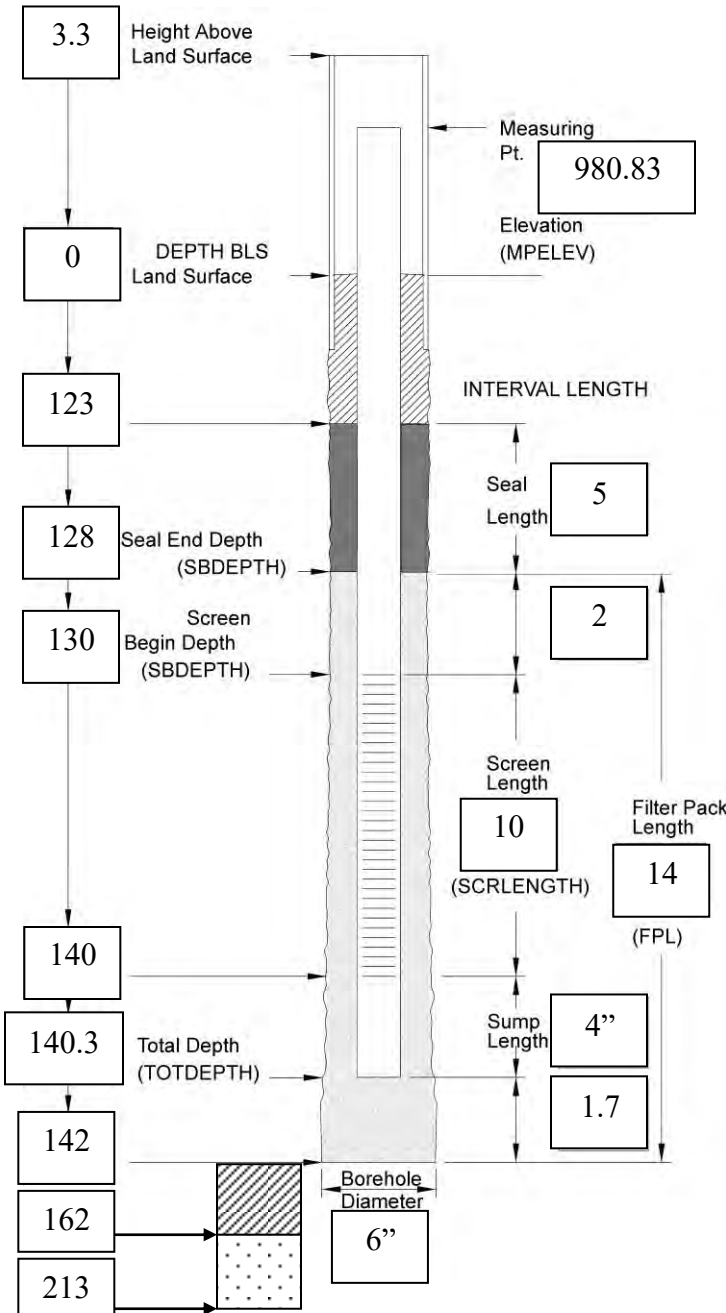 3.3
Height Above
Land Surface
Measuring
Pt.
980.83
Elevation
(MPELEV)
0
DEPTH BLS
Land Surface
123
INTERVAL LENGTH
Seal
Length
5
128
Seal End Depth
(SBDEPTH)
130
Screen
Begin Depth
(SBDEPTH)
2
Screen
Length
10
(SCRLENGTH)
Filter Pack
Length
14
(FPL)
140
140.3
Total Depth
(TOTDEPTH)
Sump
Length
4”
1.7
142
162
213
Borehole
Diameter
6”